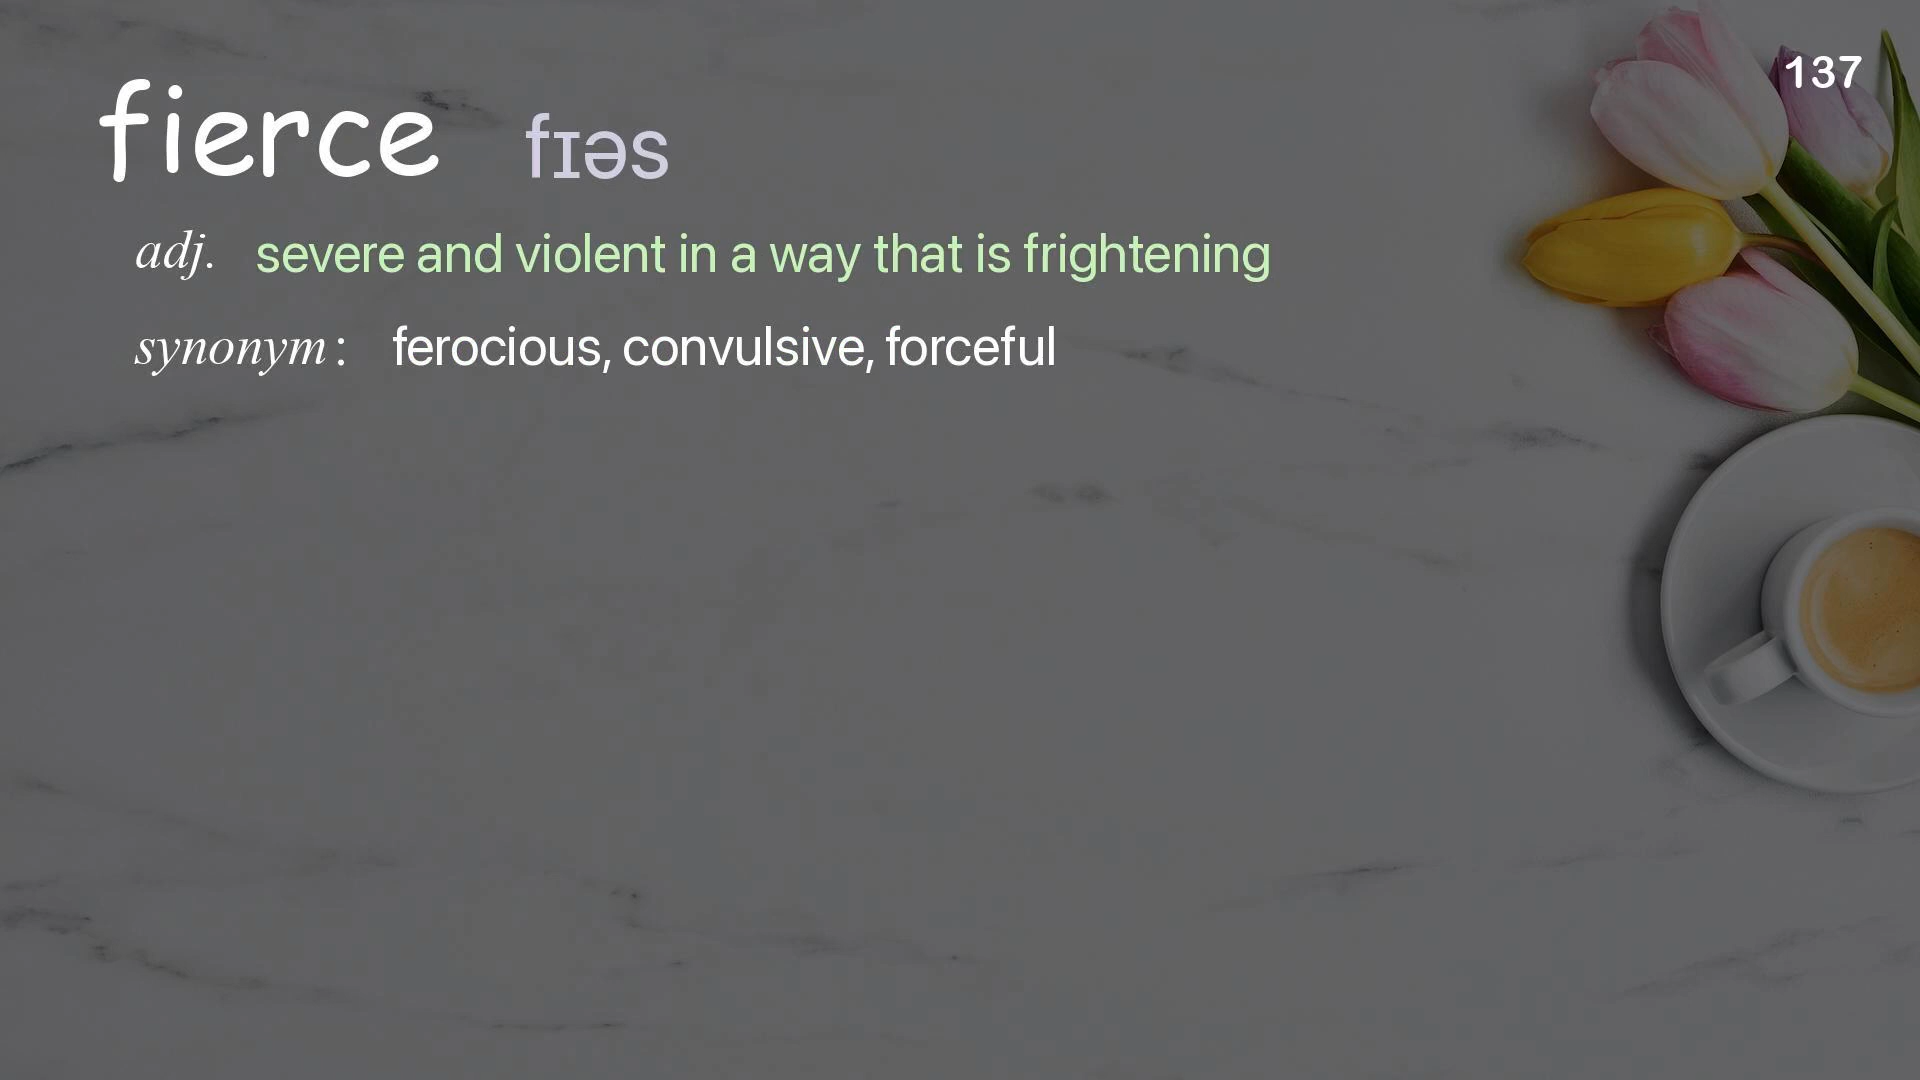 137
fierce fɪəs
adj. severe and violent in a way that is frightening
synonym: ferocious, convulsive, forceful